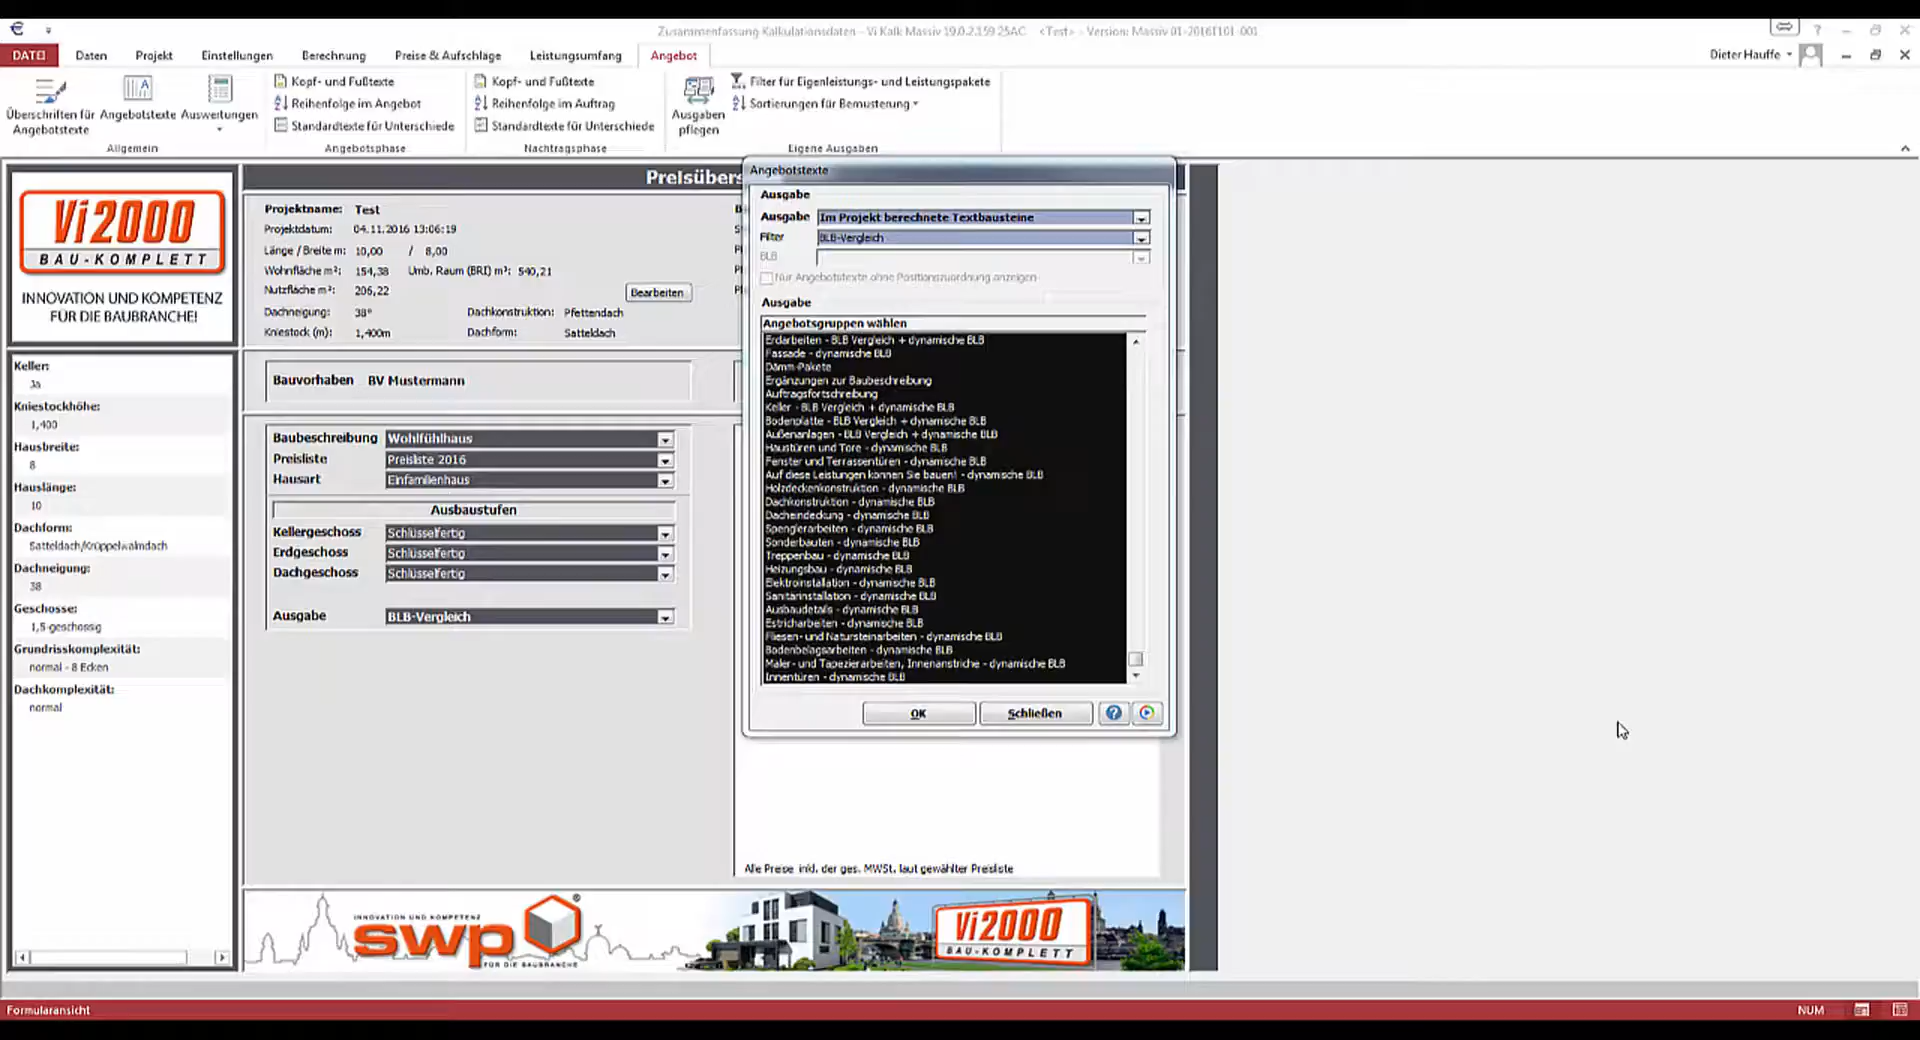 Zusammenfassung Kalkulationsdaten - Vi Kalk Massiv 19.0.2.159 25AC <Test> - Version: Massiv 01-2016T101-001
DATEI Daten Projekt Einstellungen Berechnung Preise & Aufschläge Leistungsumfang Angebot
Dieter Hauffe
Überschriften für Angebotstexte
Angebotstexte
Auswertungen
Allgemein
Kopf- und Fußtexte
Reihenfolge im Angebot
Standardtexte für Unterschiede
Angebotsphase
Kopf- und Fußtexte
Reihenfolge im Auftrag
Standardtexte für Unterschiede
Nachtragsphase
Ausgaben pflegen
Filter für Eigenleistungs- und Leistungspakete
Sortierungen für Bemusterung
Eigene Ausgaben
Vi2000
BAU-KOMPLETT
INNOVATION UND KOMPETENZ
FÜR DIE BAUBRANCHE!
Keller:
Ja
Kniestockhöhe:
1,400
Hausbreite:
8
Hauslänge:
10
Dachform:
Satteldach/Krüppelwalmdach
Dachneigung:
38
Geschosse:
1,5-geschossig
Grundrisskomplexität:
normal - 8 Ecken
Dachkomplexität:
normal
Preisübers
Projektname: Test
Projektdatum: 04.11.2016 13:06:19
Länge / Breite m: 10,00 / 8,00
Wohnfläche m²: 154,38 Umb. Raum (BRI) m³: 540,21
Nutzfläche m²: 206,22
Bearbeiten
Dachneigung: 38° Dachkonstruktion: Pfettendach
Kniestock (m): 1,400m Dachform: Satteldach
Bauvorhaben BV Mustermann
Baubeschreibung Wohlfühlhaus
Preisliste Preisliste 2016
Hausart Einfamilienhaus
Ausbaustufen
Kellergeschoss Schlüsselfertig
Erdgeschoss Schlüsselfertig
Dachgeschoss Schlüsselfertig
Ausgabe BLB-Vergleich
Angebotstexte
Ausgabe
Ausgabe Im Projekt berechnete Textbausteine
Filter BLB-Vergleich
BLB
Nur Angebotstexte ohne Positionszuordnung anzeigen
Ausgabe
Angebotsgruppen wählen
Erdarbeiten - BLB Vergleich + dynamische BLB
Fassade - dynamische BLB
Dämm-Pakete
Ergänzungen zur Baubeschreibung
Auftragsfortschreibung
Keller - BLB Vergleich + dynamische BLB
Bodenplatte - BLB Vergleich + dynamische BLB
Außenanlagen - BLB Vergleich + dynamische BLB
Haustüren und Tore - dynamische BLB
Fenster und Terrassentüren - dynamische BLB
Auf diese Leistungen können Sie bauen! - dynamische BLB
Holzdeckenkonstruktion - dynamische BLB
Dachkonstruktion - dynamische BLB
Dacheindeckung - dynamische BLB
Spenglerarbeiten - dynamische BLB
Sonderbauten - dynamische BLB
Treppenbau - dynamische BLB
Heizungsbau - dynamische BLB
Elektroinstallation - dynamische BLB
Sanitärinstallation - dynamische BLB
Ausbaudetails - dynamische BLB
Estricharbeiten - dynamische BLB
Fliesen- und Natursteinarbeiten - dynamische BLB
Bodenbelagsarbeiten - dynamische BLB
Maler- und Tapezierarbeiten, Innenanstriche - dynamische BLB
Innentüren - dynamische BLB
OK Schließen
Alle Preise inkl. der ges. MWSt. laut gewählter Preisliste
INNOVATION UND KOMPETENZ
swp
FÜR DIE BAUBRANCHE
Vi2000
BAU-KOMPLETT
Formularansicht
NUM